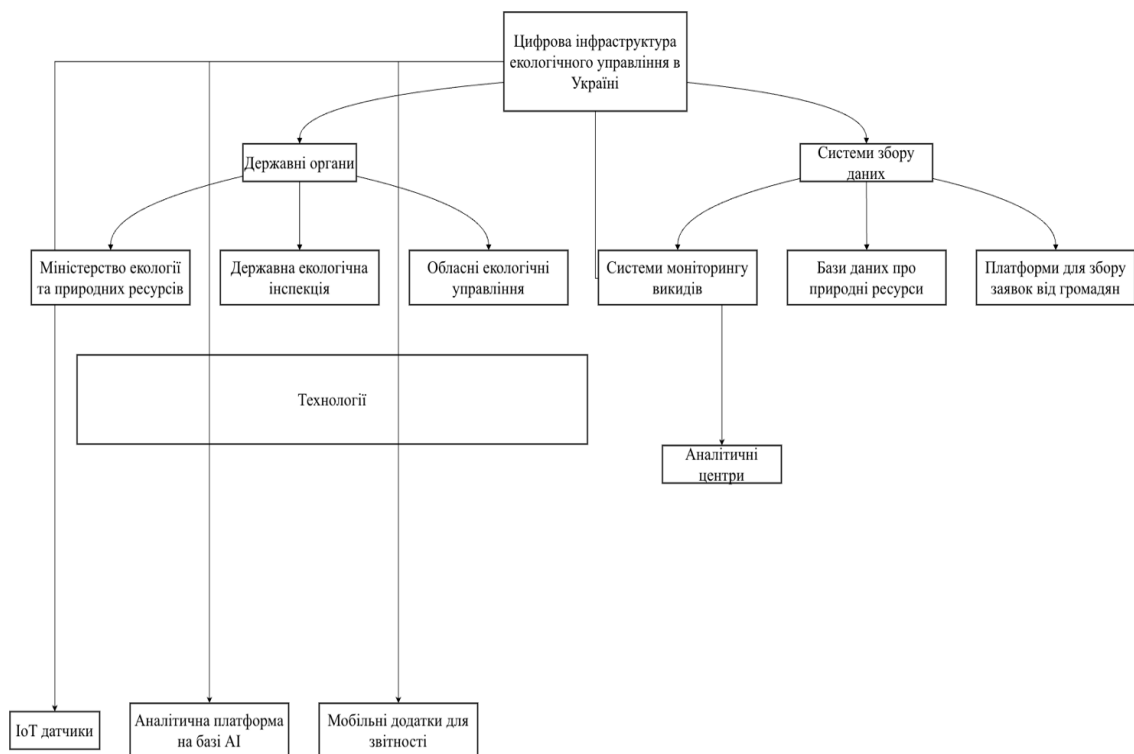 Цифрова інфраструктура
екологічного управління в
Україні
Державні органи
Системи збору
даних
Міністерство екології
та природних ресурсів
Державна екологічна
інспекція
Обласні екологічні
управління
Системи моніторингу
викидів
Бази даних про
природні ресурси
Платформи для збору
заявок від громадян
Технології
Аналітичні
центри
IoT датчики
Аналітична платформа
на базі AI
Мобільні додатки для
звітності